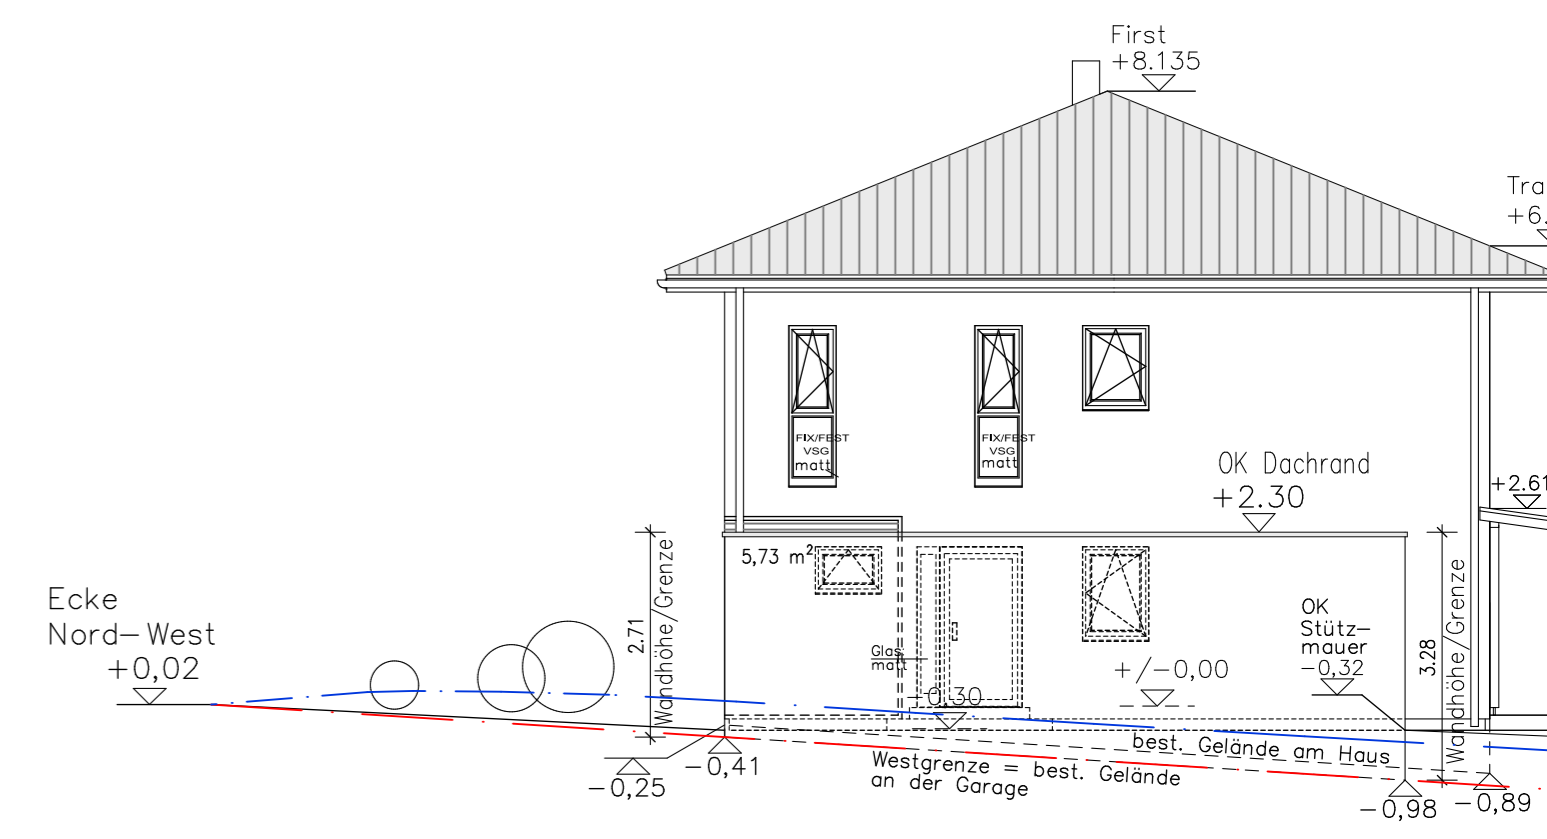 First
+8.135
Tra
+6.
FIX/FEST
VSG
matt
FIX/FEST
VSG
matt
OK Dachrand
+2.30
+2.61
5,73 m²
2.71
Wandhöhe/Grenze
Ecke
Nord-West
+0,02
OK
Stütz-
mauer
-0,32
3.28
Wandhöhe/Grenze
Glas
matt
+/-0,00
+0.30
best. Gelände am Haus
Westgrenze = best. Gelände
an der Garage
-0,41
-0,25
-0,98
-0,89